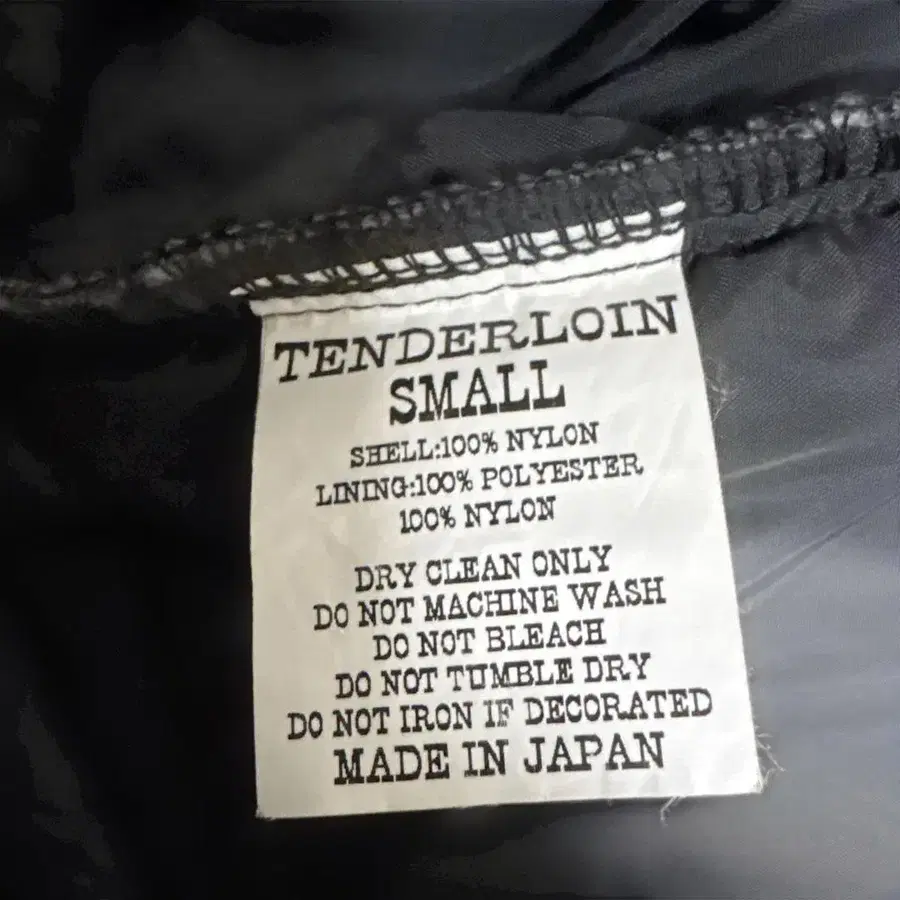 TENDERLOIN
SMALL
SHELL:100% NYLON
LINING:100% POLYESTER
100% NYLON
DRY CLEAN ONLY
DO NOT MACHINE WASH
DO NOT BLEACH
DO NOT TUMBLE DRY
DO NOT IRON IF DECORATED
MADE IN JAPAN